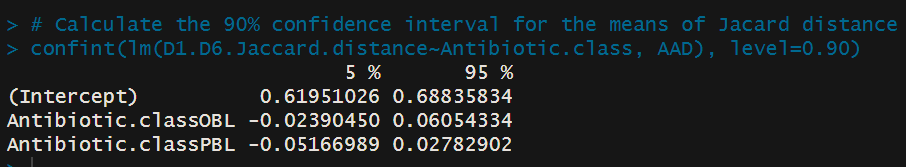 > # Calculate the 90% confidence interval for the means of Jacard distance
> confint(lm(D1.D6.Jaccard.distance~Antibiotic.class, AAD), level=0.90)
5 % 95 %
(Intercept) 0.61951026 0.68835834
Antibiotic.classOBL -0.02390450 0.06054334
Antibiotic.classPBL -0.05166989 0.02782902
>